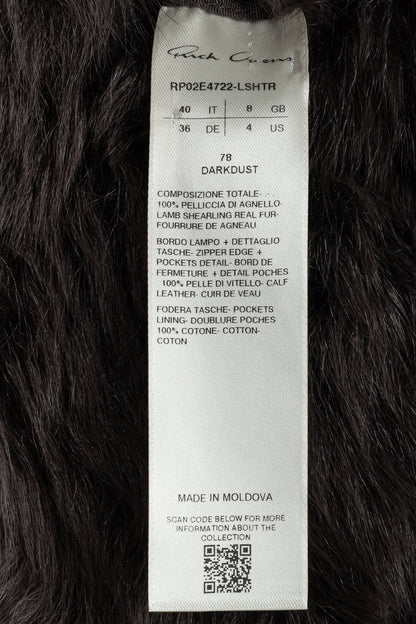 Rick Owens
RP02E4722-LSHTR
40 IT 8 GB
36 DE 4 US
78
DARKDUST
COMPOSIZIONE TOTALE- .-.
100% PELLICCIA DI AGNELLO-
LAMB SHEARLING REAL FUR-
FOURRURE DE AGNEAU
BORDO LAMPO + DETTAGLIO
TASCHE- ZIPPER EDGE +
POCKETS DETAIL- BORD DE
FERMETURE + DETAIL POCHES
100% PELLE DI VITELLO- CALF
LEATHER- CUIR DE VEAU
FODERA TASCHE- POCKETS
LINING- DOUBLURE POCHES
100% COTONE- COTTON-
COTON
MADE IN MOLDOVA
SCAN CODE BELOW FOR MORE
INFORMATION ABOUT THE
COLLECTION